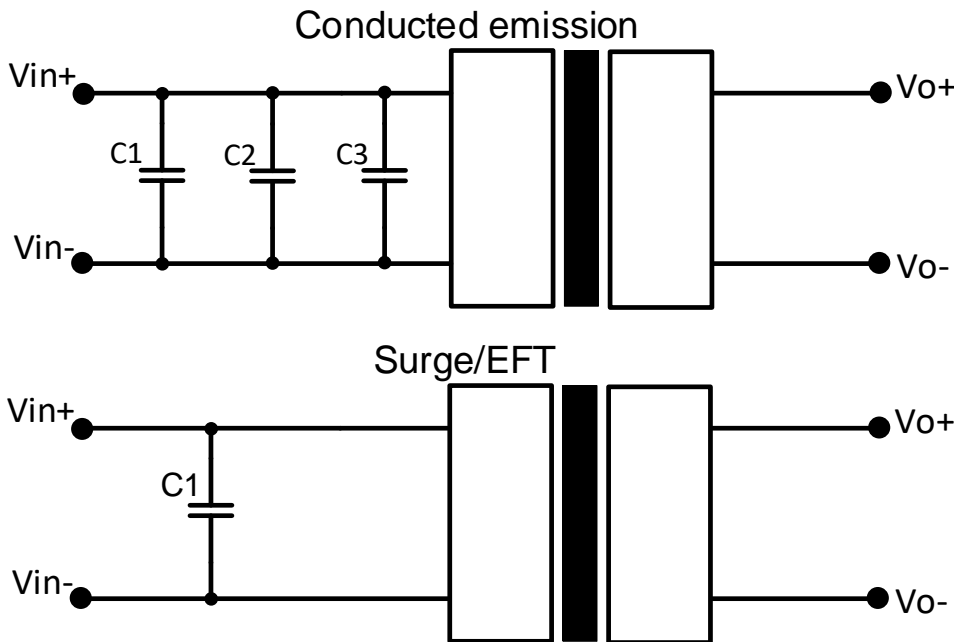 Conducted emission
Vin+
Vo+
C1
C2
C3
Vin-
Vo-
Surge/EFT
Vin+
Vo+
C1
Vin-
Vo-